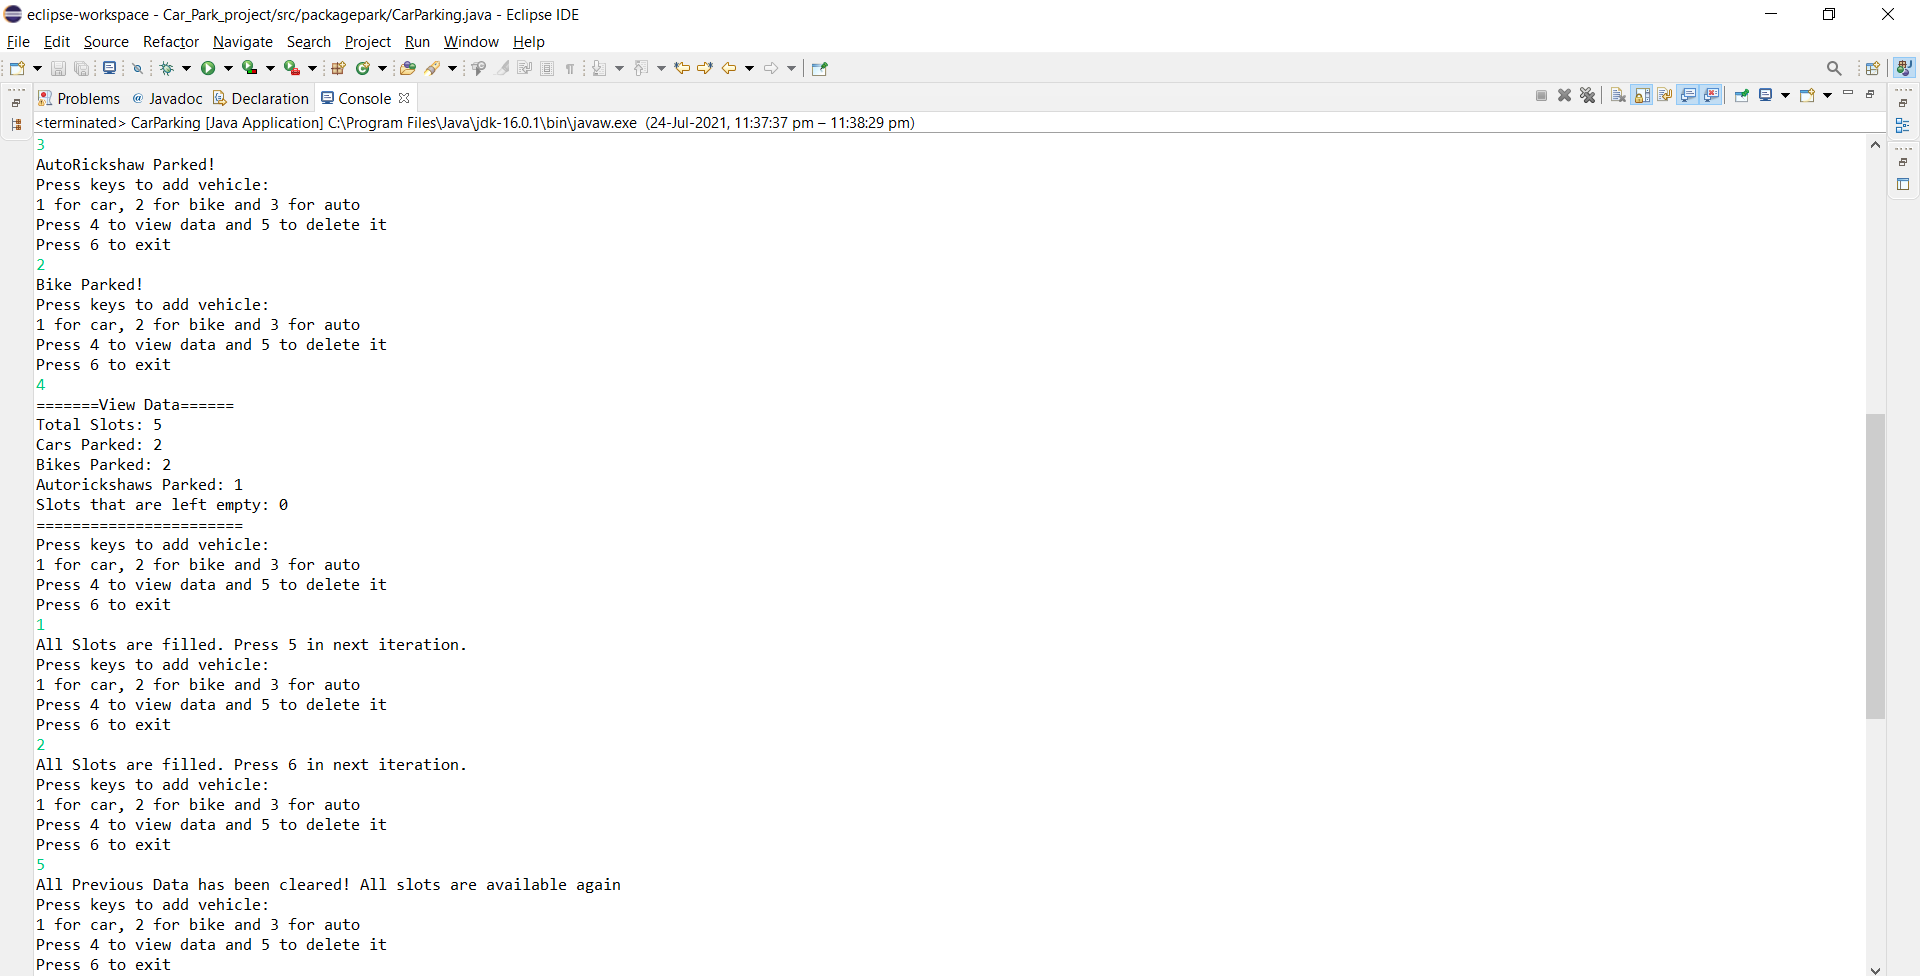 eclipse-workspace - Car_Park_project/src/packagepark/CarParking.java - Eclipse IDE
File Edit Source Refactor Navigate Search Project Run Window Help
Problems @ Javadoc Declaration Console
<terminated> CarParking [Java Application] C:\Program Files\Java\jdk-16.0.1\bin\javaw.exe (24-Jul-2021, 11:37:37 pm – 11:38:29 pm)
3
AutoRickshaw Parked!
Press keys to add vehicle:
1 for car, 2 for bike and 3 for auto
Press 4 to view data and 5 to delete it
Press 6 to exit
2
Bike Parked!
Press keys to add vehicle:
1 for car, 2 for bike and 3 for auto
Press 4 to view data and 5 to delete it
Press 6 to exit
4
=======View Data======
Total Slots: 5
Cars Parked: 2
Bikes Parked: 2
Autorickshaws Parked: 1
Slots that are left empty: 0
=======================
Press keys to add vehicle:
1 for car, 2 for bike and 3 for auto
Press 4 to view data and 5 to delete it
Press 6 to exit
1
All Slots are filled. Press 5 in next iteration.
Press keys to add vehicle:
1 for car, 2 for bike and 3 for auto
Press 4 to view data and 5 to delete it
Press 6 to exit
2
All Slots are filled. Press 6 in next iteration.
Press keys to add vehicle:
1 for car, 2 for bike and 3 for auto
Press 4 to view data and 5 to delete it
Press 6 to exit
5
All Previous Data has been cleared! All slots are available again
Press keys to add vehicle:
1 for car, 2 for bike and 3 for auto
Press 4 to view data and 5 to delete it
Press 6 to exit